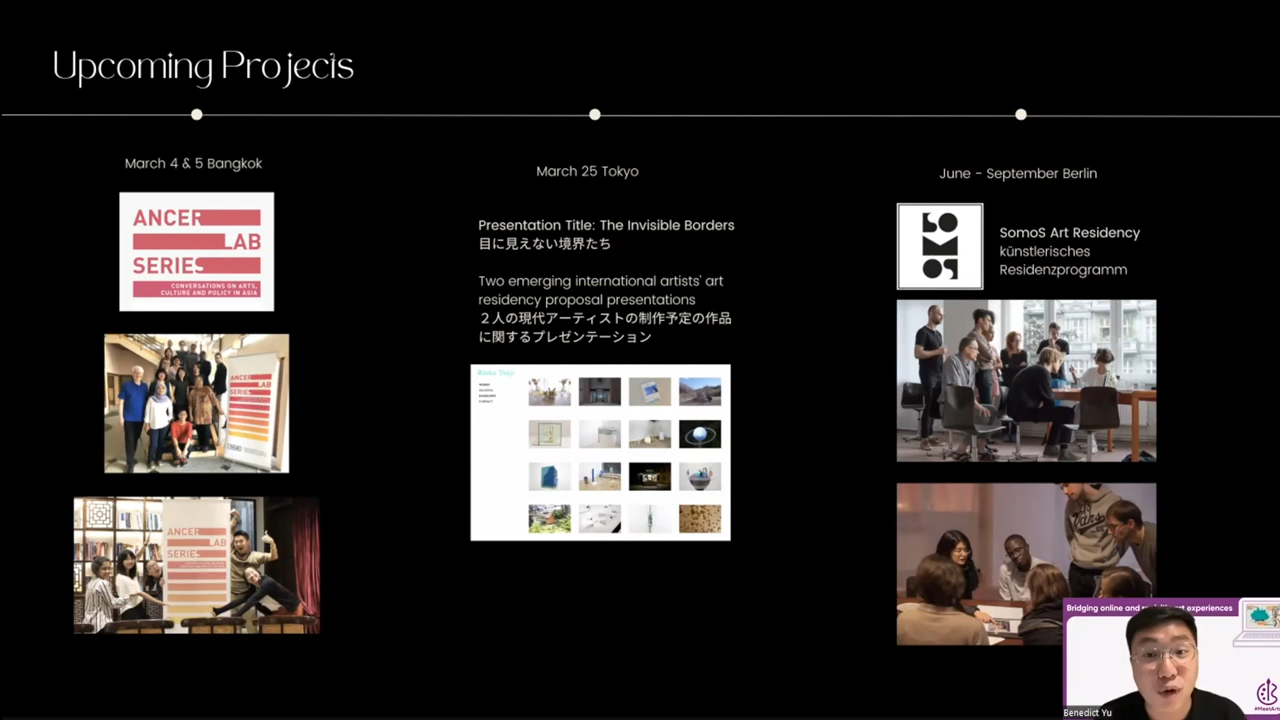 Upcoming Projects
March 4 & 5 Bangkok
ANCER
LAB
SERIES
CONVERSATIONS ON ARTS,
CULTURE AND POLICY IN ASIA
ANCER
LAB
SERIES
ANCER
LAB
SERIES
March 25 Tokyo
Presentation Title: The Invisible Borders
目に見えない境界たち
Two emerging international artists' art
residency proposal presentations
２人の現代アーティストの制作予定の作品
に関するプレゼンテーション
June - September Berlin
SomoS Art Residency
künstlerisches
Residenzprogramm
Vans
Bridging online and
art experiences
Benedict Yu